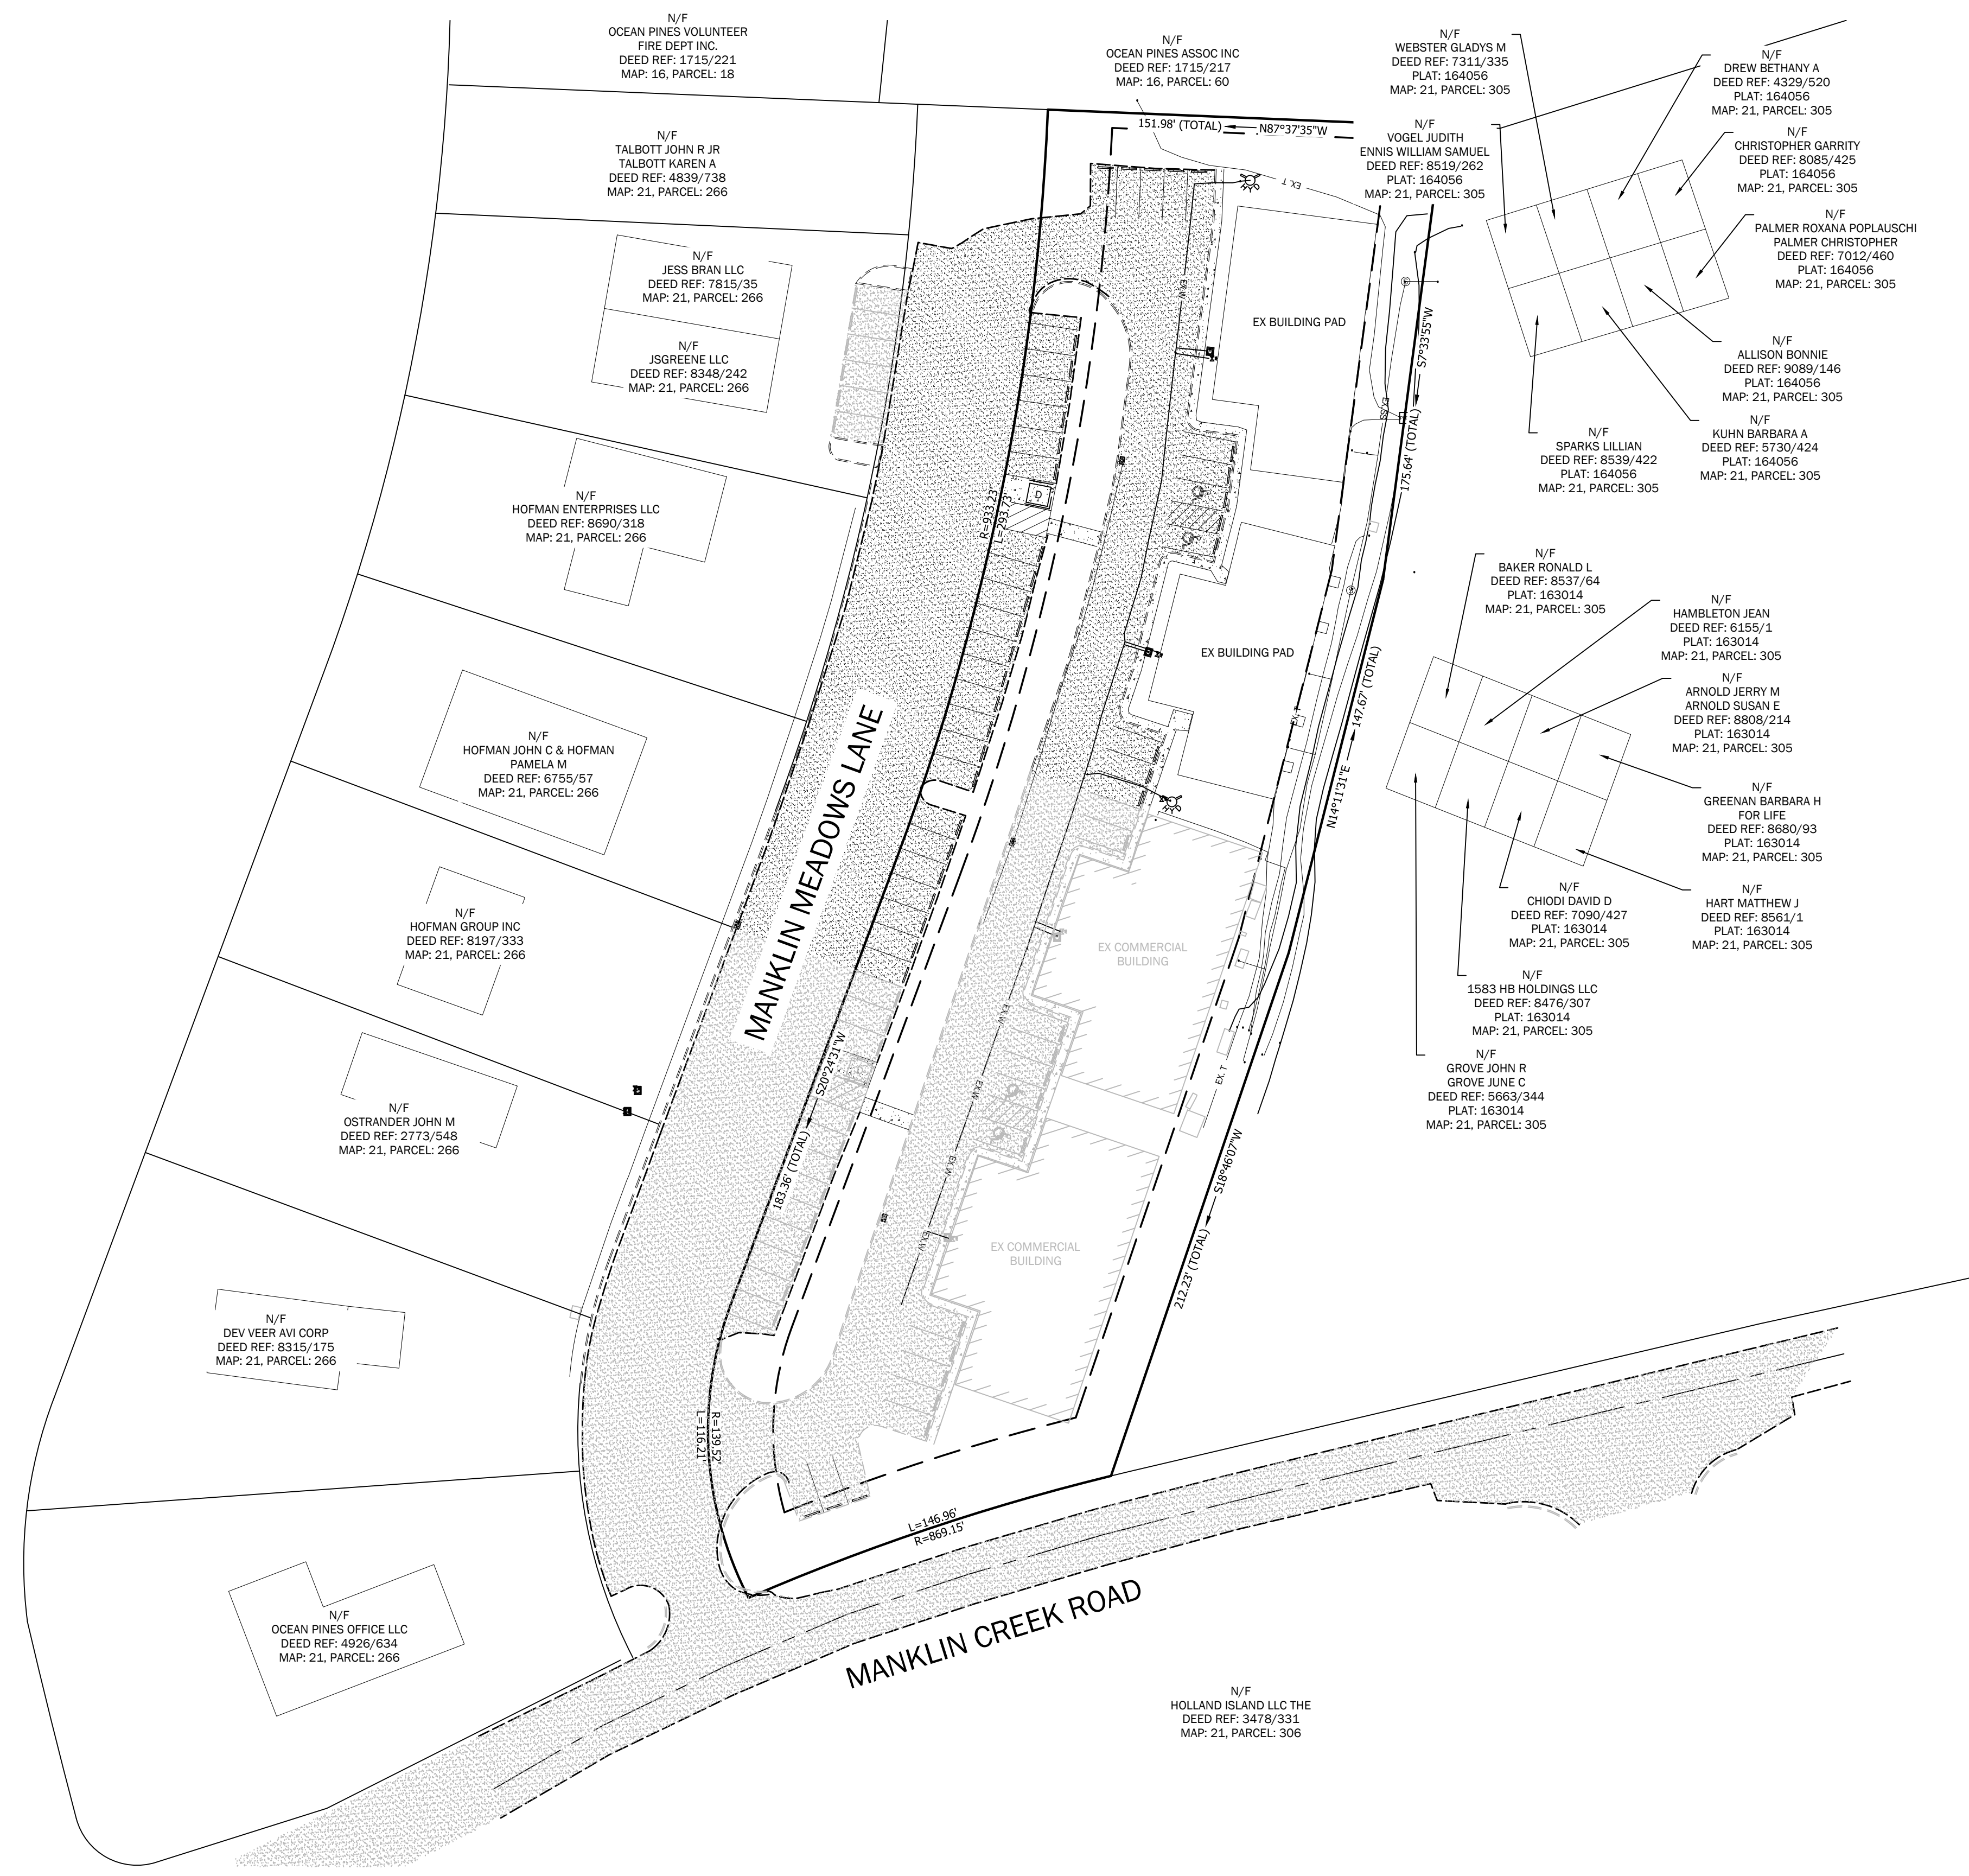 N/F
OCEAN PINES VOLUNTEER
FIRE DEPT INC.
DEED REF: 1715/221
MAP: 16, PARCEL: 18
N/F
OCEAN PINES ASSOC INC
DEED REF: 1715/217
MAP: 16, PARCEL: 60
N/F
WEBSTER GLADYS M
DEED REF: 7311/335
PLAT: 164056
MAP: 21, PARCEL: 305
N/F
DREW BETHANY A
DEED REF: 4329/520
PLAT: 164056
MAP: 21, PARCEL: 305
N/F
VOGEL JUDITH
ENNIS WILLIAM SAMUEL
DEED REF: 8519/262
PLAT: 164056
MAP: 21, PARCEL: 305
N/F
CHRISTOPHER GARRITY
DEED REF: 8085/425
PLAT: 164056
MAP: 21, PARCEL: 305
N/F
PALMER ROXANA POPLAUSCHI
PALMER CHRISTOPHER
DEED REF: 7012/460
PLAT: 164056
MAP: 21, PARCEL: 305
N/F
ALLISON BONNIE
DEED REF: 9089/146
PLAT: 164056
MAP: 21, PARCEL: 305
N/F
KUHN BARBARA A
DEED REF: 5730/424
PLAT: 164056
MAP: 21, PARCEL: 305
N/F
SPARKS LILLIAN
DEED REF: 8539/422
PLAT: 164056
MAP: 21, PARCEL: 305
151.98' (TOTAL)
N87°37'35"W
EX. T
N/F
TALBOTT JOHN R JR
TALBOTT KAREN A
DEED REF: 4839/738
MAP: 21, PARCEL: 266
N/F
JESS BRAN LLC
DEED REF: 7815/35
MAP: 21, PARCEL: 266
N/F
JSGREENE LLC
DEED REF: 8348/242
MAP: 21, PARCEL: 266
EX.W
EX BUILDING PAD
S7°33'55"W
175.64' (TOTAL)
EX.SS
R=933.23'
L=293.73'
D
N/F
HOFMAN ENTERPRISES LLC
DEED REF: 8690/318
MAP: 21, PARCEL: 266
N/F
BAKER RONALD L
DEED REF: 8537/64
PLAT: 163014
MAP: 21, PARCEL: 305
N/F
HAMBLETON JEAN
DEED REF: 6155/1
PLAT: 163014
MAP: 21, PARCEL: 305
N/F
ARNOLD JERRY M
ARNOLD SUSAN E
DEED REF: 8808/214
PLAT: 163014
MAP: 21, PARCEL: 305
N/F
GREENAN BARBARA H
FOR LIFE
DEED REF: 8680/93
PLAT: 163014
MAP: 21, PARCEL: 305
N/F
HART MATTHEW J
DEED REF: 8561/1
PLAT: 163014
MAP: 21, PARCEL: 305
N/F
CHIODI DAVID D
DEED REF: 7090/427
PLAT: 163014
MAP: 21, PARCEL: 305
N/F
1583 HB HOLDINGS LLC
DEED REF: 8476/307
PLAT: 163014
MAP: 21, PARCEL: 305
N/F
GROVE JOHN R
GROVE JUNE C
DEED REF: 5663/344
PLAT: 163014
MAP: 21, PARCEL: 305
EX BUILDING PAD
EX. T
N14°11'31"E
147.67' (TOTAL)
N/F
HOFMAN JOHN C & HOFMAN
PAMELA M
DEED REF: 6755/57
MAP: 21, PARCEL: 266
MANKLIN MEADOWS LANE
N/F
HOFMAN GROUP INC
DEED REF: 8197/333
MAP: 21, PARCEL: 266
EX COMMERCIAL
BUILDING
EX.W
EX.W
EX.W
EX.W
EX. T
S20°24'31"W
183.36' (TOTAL)
S18°46'07"W
212.23' (TOTAL)
N/F
OSTRANDER JOHN M
DEED REF: 2773/548
MAP: 21, PARCEL: 266
EX COMMERCIAL
BUILDING
N/F
DEV VEER AVI CORP
DEED REF: 8315/175
MAP: 21, PARCEL: 266
R=139.52'
L=116.21'
L=146.96'
R=869.15'
N/F
OCEAN PINES OFFICE LLC
DEED REF: 4926/634
MAP: 21, PARCEL: 266
MANKLIN CREEK ROAD
N/F
HOLLAND ISLAND LLC THE
DEED REF: 3478/331
MAP: 21, PARCEL: 306